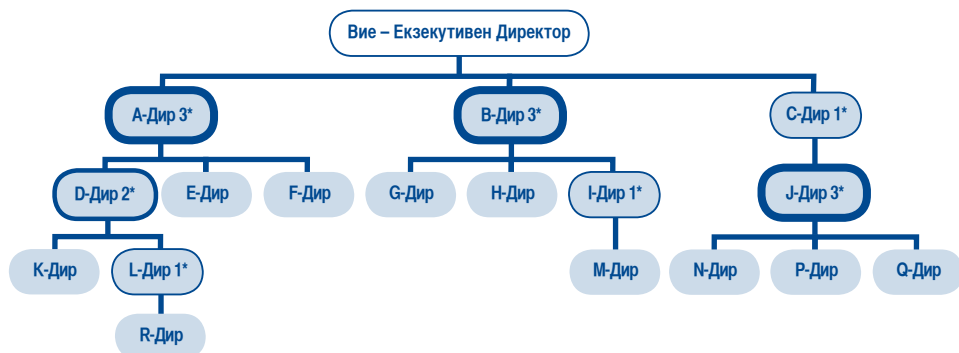 Вие – Екзекутивен Директор
А-Дир 3*
В-Дир 3*
С-Дир 1*
D-Дир 2*
Е-Дир
F-Дир
G-Дир
Н-Дир
I-Дир 1*
J-Дир 3*
К-Дир
L-Дир 1*
М-Дир
N-Дир
Р-Дир
Q-Дир
R-Дир